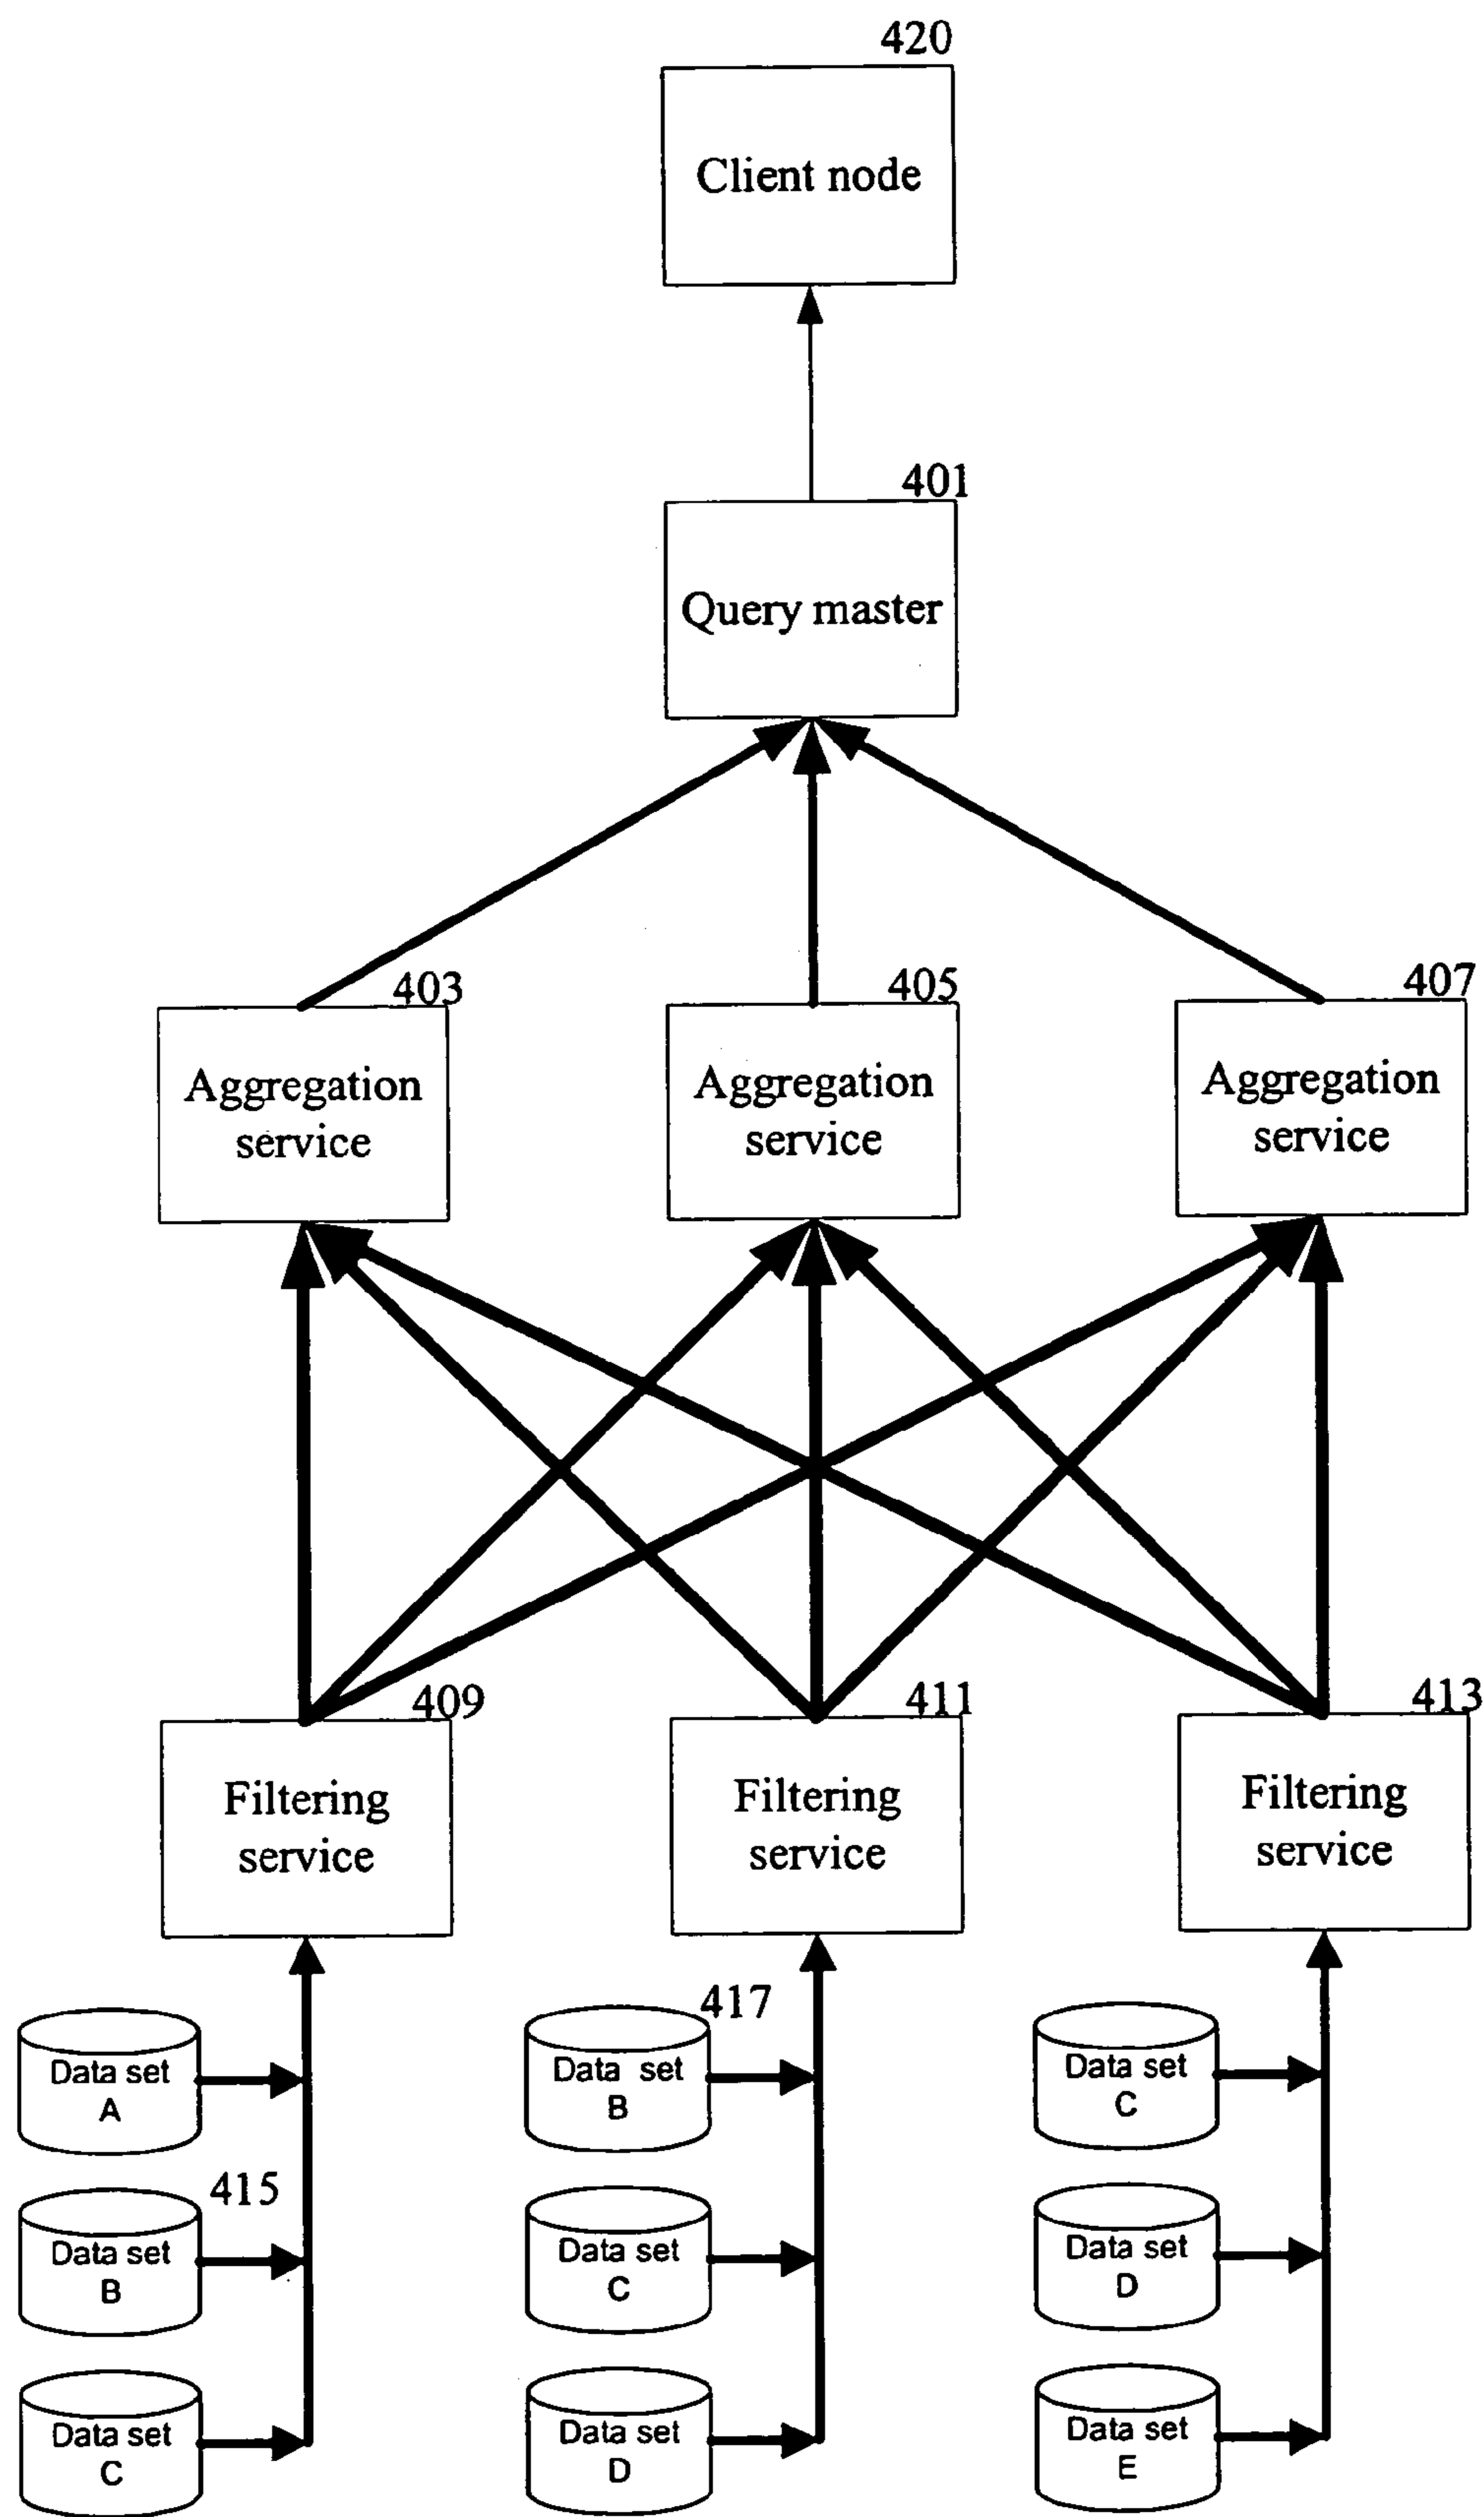 420
Client node
401
Query master
403
405
407
Aggregation
service
Aggregation
service
Aggregation
service
409
411
413
Filtering
service
Filtering
service
Filtering
service
417
Data set
A
Data set
B
Data set
C
415
Data set
B
Data set
C
Data set
D
Data set
C
Data set
D
Data set
E